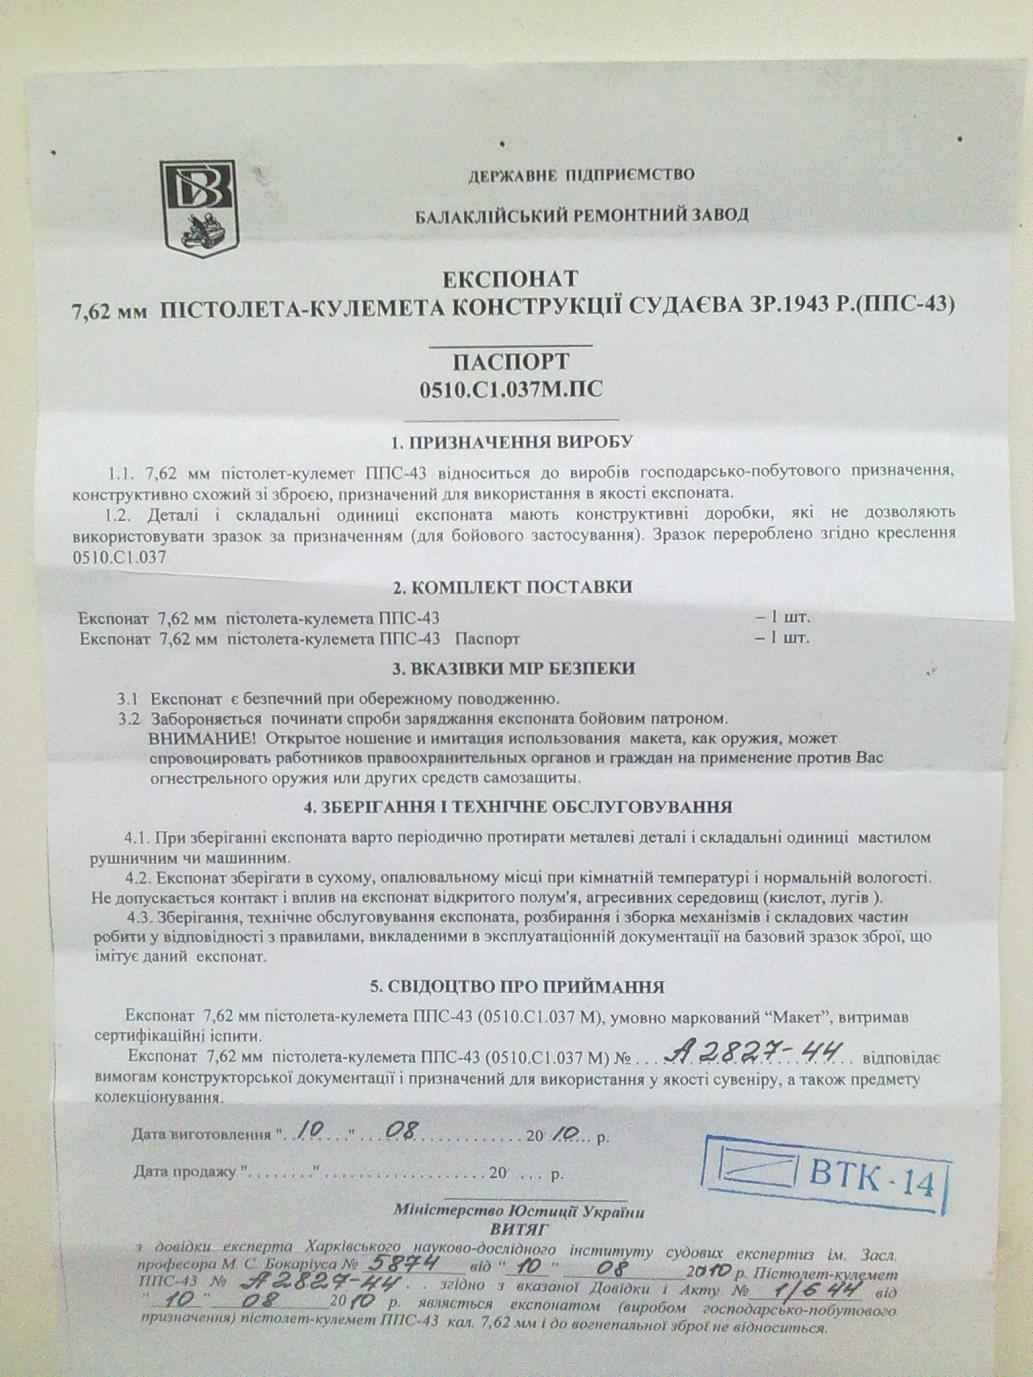 ДЕРЖАВНЕ ПІДПРИЄМСТВО
БАЛАКЛІЙСЬКИЙ РЕМОНТНИЙ ЗАВОД
ЕКСПОНАТ
7,62 мм ПІСТОЛЕТА-КУЛЕМЕТА КОНСТРУКЦІЇ СУДАЄВА ЗР.1943 Р.(ППС-43)
ПАСПОРТ
0510.С1.037М.ПС
1. ПРИЗНАЧЕННЯ ВИРОБУ
1.1. 7,62 мм пістолет-кулемет ППС-43 відноситься до виробів господарсько-побутового призначення,
конструктивно схожий зі зброєю, призначений для використання в якості експоната.
1.2. Деталі і складальні одиниці експоната мають конструктивні доробки, які не дозволяють
використовувати зразок за призначенням (для бойового застосування). Зразок перероблено згідно креслення
0510.С1.037
2. КОМПЛЕКТ ПОСТАВКИ
Експонат 7,62 мм пістолета-кулемета ППС-43 – 1 шт.
Експонат 7,62 мм пістолета-кулемета ППС-43 Паспорт – 1 шт.
3. ВКАЗІВКИ МІР БЕЗПЕКИ
3.1 Експонат є безпечний при обережному поводженню.
3.2 Забороняється починати спроби заряджання експоната бойовим патроном.
ВНИМАНИЕ! Открытое ношение и имитация использования макета, как оружия, может
спровоцировать работников правоохранительных органов и граждан на применение против Вас
огнестрельного оружия или других средств самозащиты.
4. ЗБЕРІГАННЯ І ТЕХНІЧНЕ ОБСЛУГОВУВАННЯ
4.1. При зберіганні експоната варто періодично протирати металеві деталі і складальні одиниці мастилом
рушничним чи машинним.
4.2. Експонат зберігати в сухому, опалювальному місці при кімнатній температурі і нормальній вологості.
Не допускається контакт і вплив на експонат відкритого полум'я, агресивних середовищ (кислот, лугів ).
4.3. Зберігання, технічне обслуговування експоната, розбирання і зборка механізмів і складових частин
робити у відповідності з правилами, викладеними в эксплуатаціонній документації на базовий зразок зброї, що
імітує даний експонат.
5. СВІДОЦТВО ПРО ПРИЙМАННЯ
Експонат 7,62 мм пістолета-кулемета ППС-43 (0510.С1.037 М), умовно маркований “Макет”, витримав
сертифікаційні іспити.
Експонат 7,62 мм пістолета-кулемета ППС-43 (0510.С1.037 М) № ... А2827-44 .. відповідає
вимогам конструкторської документації і призначений для використання у якості сувеніру, а також предмету
колекціонування.
Дата виготовлення "..10...."...08............20 10... р.
Дата продажу "........"........................20 ... р.
ВТК - 14
Міністерство Юстиції України
ВИТЯГ
з довідки експерта Харківського науково-дослідного інституту судових експертиз ім. Засл.
професора М. С. Бокаріуса № 5874 від " 10 " 08 2010 р. Пістолет-кулемет
ППС-43 № А2827-44 . . згідно з вказаної Довідки і Акту № 1/644 від
" 10 " 08 2010 р. являється експонатом (виробом господарсько-побутового
призначення) пістолет-кулемет ППС-43 кал. 7,62 мм і до вогнепальної зброї не відноситься.